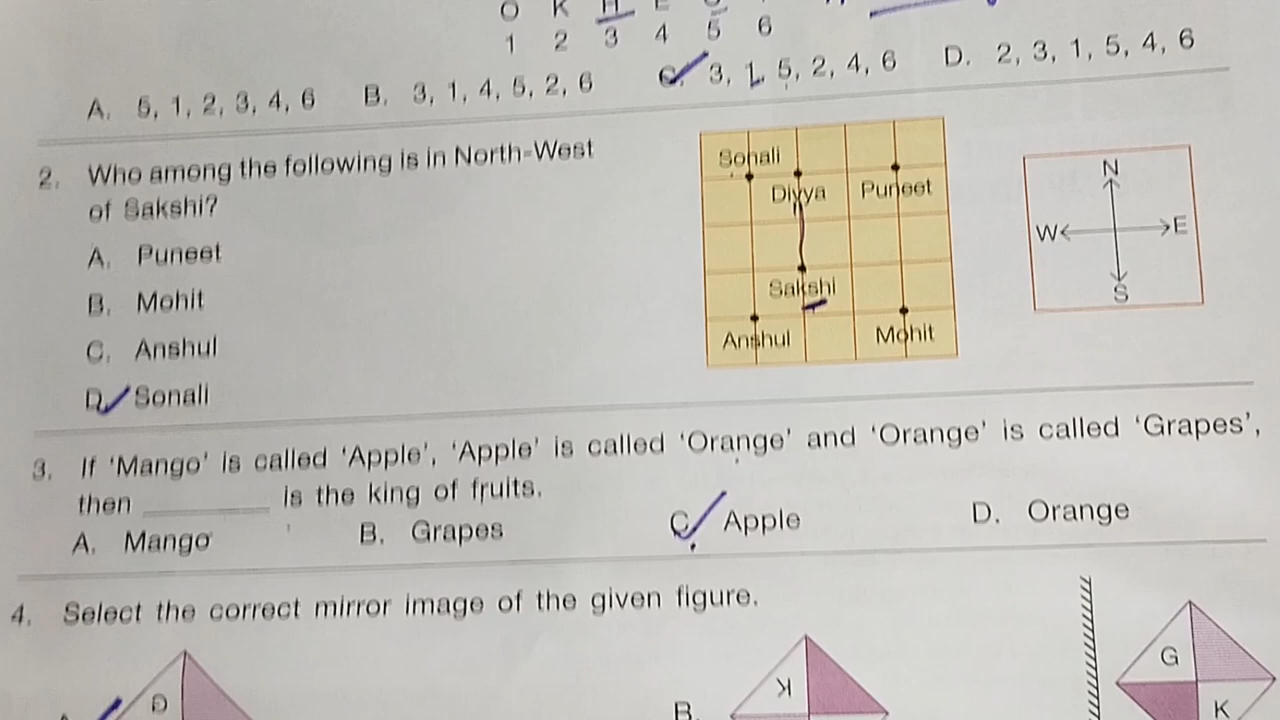 1 2 3 4 5 6
A. 5, 1, 2, 3, 4, 6 B. 3, 1, 4, 5, 2, 6 C. 3, 1, 5, 2, 4, 6 D. 2, 3, 1, 5, 4, 6
2. Who among the following is in North-West
of Sakshi?
A. Puneet
B. Mohit
C. Anshul
D. Sonali
Sonali
Divya Puneet
Sakshi
Anshul Mohit
N
W E
S
3. If 'Mango' is called 'Apple', 'Apple' is called 'Orange' and 'Orange' is called 'Grapes',
then ________ is the king of fruits.
A. Mango B. Grapes C. Apple D. Orange
4. Select the correct mirror image of the given figure.
G
K
B.